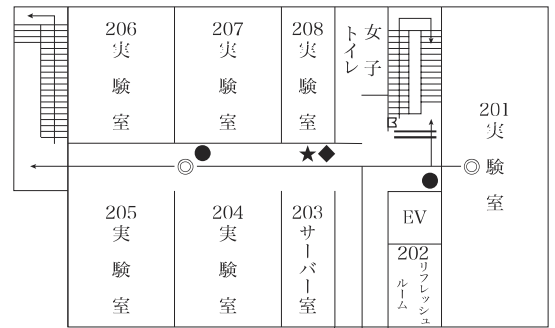 206
実験室
207
実験室
208
実験室
女子
トイレ
201
実験室
205
実験室
204
実験室
203
サーバー室
EV
202
リフレッシュ
ルーム